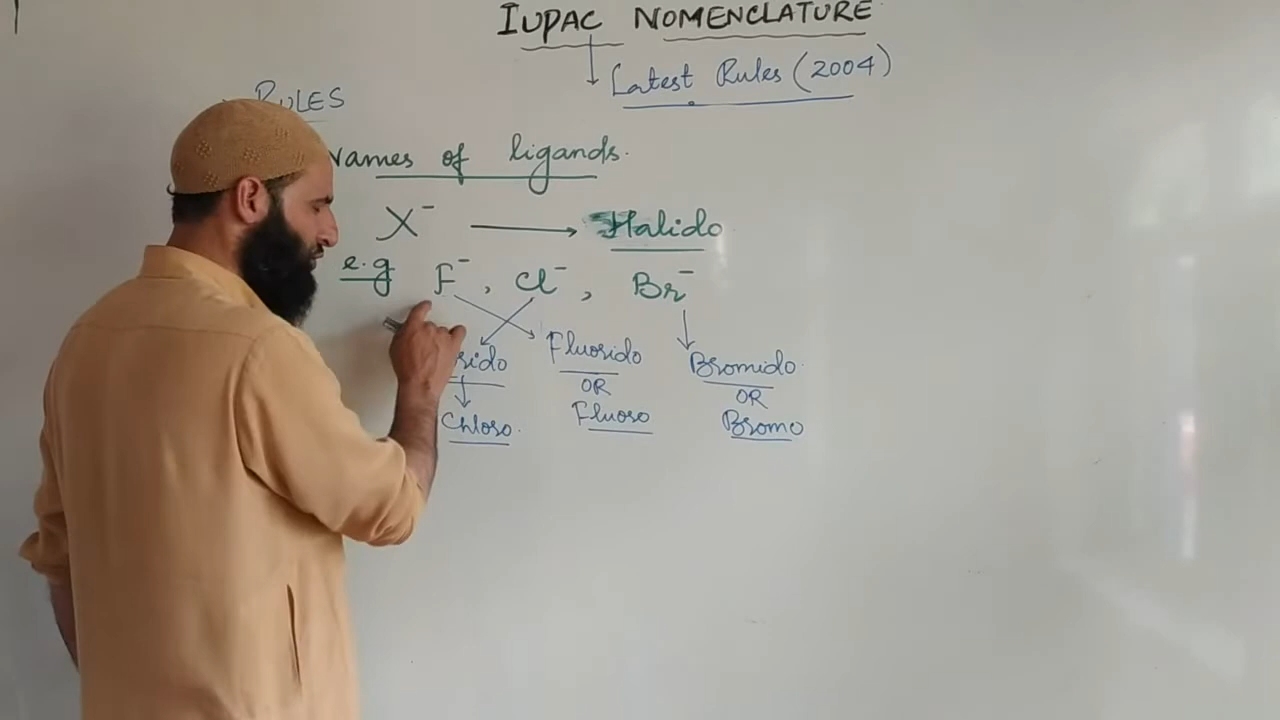 IUPAC NOMENCLATURE
Latest Rules (2004)
RULES
Names of ligands.
X⁻ → Halido
e.g F⁻, Cl⁻, Br⁻
Fluorido Bromido
OR OR
Chloro. Fluoro Bromo